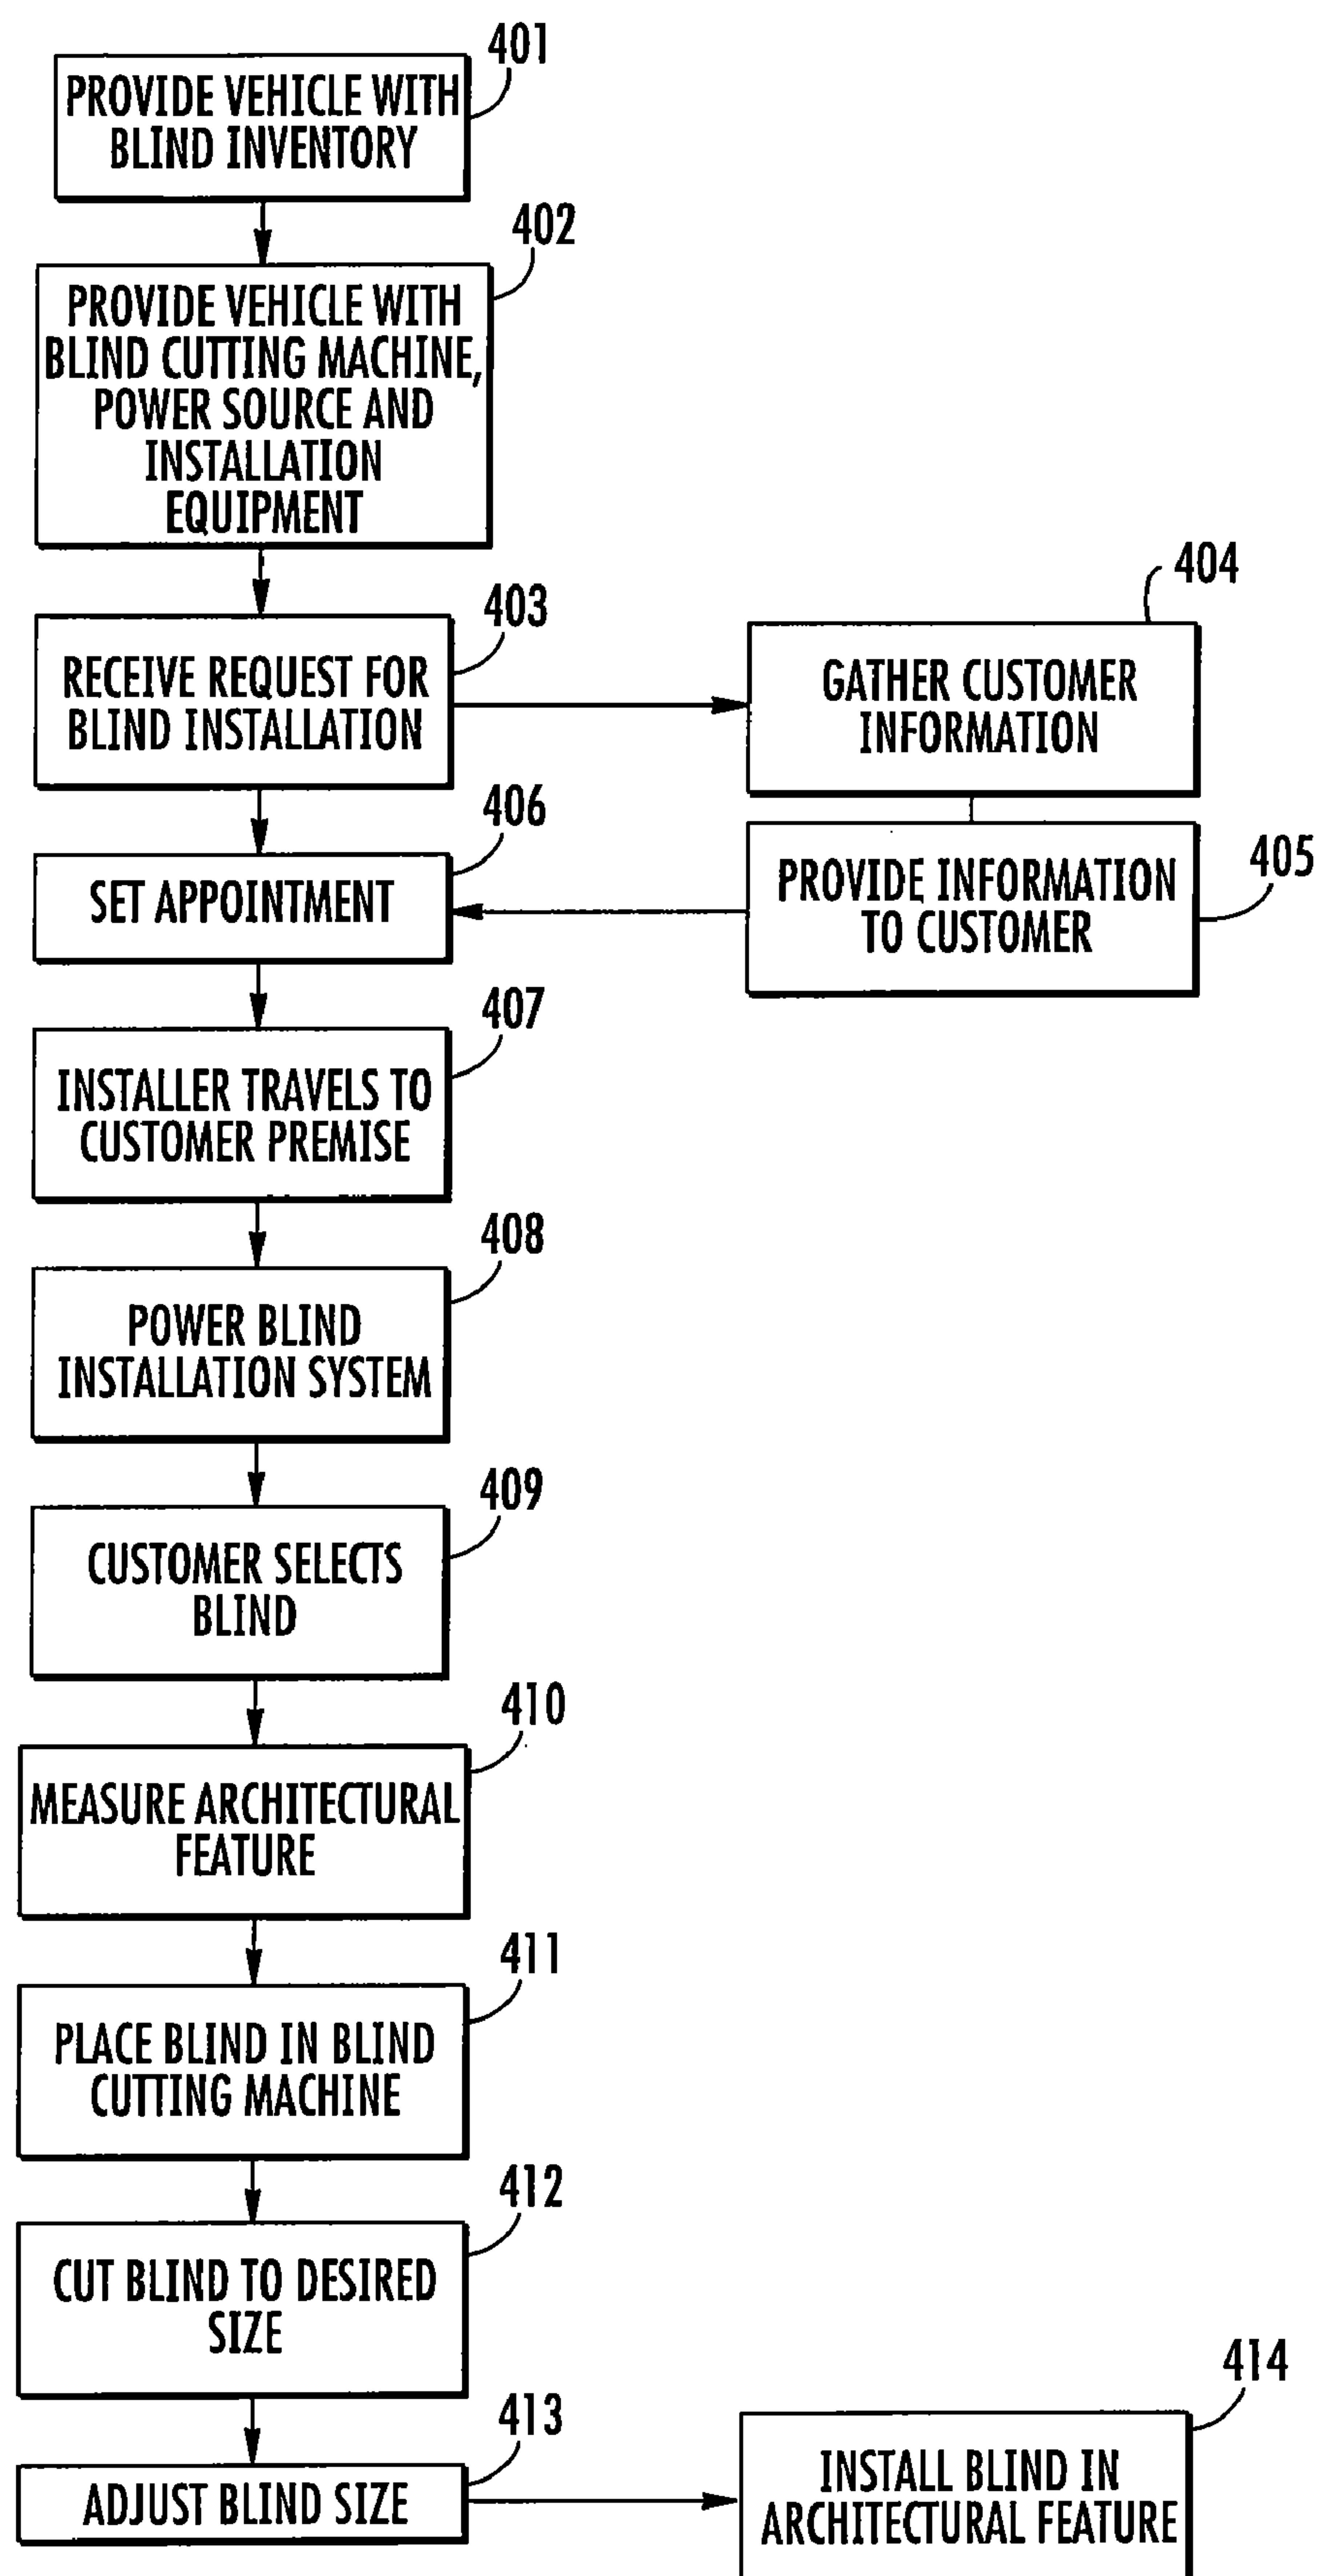 401
PROVIDE VEHICLE WITH
BLIND INVENTORY
402
PROVIDE VEHICLE WITH
BLIND CUTTING MACHINE,
POWER SOURCE AND
INSTALLATION
EQUIPMENT
403
RECEIVE REQUEST FOR
BLIND INSTALLATION
404
GATHER CUSTOMER
INFORMATION
405
PROVIDE INFORMATION
TO CUSTOMER
406
SET APPOINTMENT
407
INSTALLER TRAVELS TO
CUSTOMER PREMISE
408
POWER BLIND
INSTALLATION SYSTEM
409
CUSTOMER SELECTS
BLIND
410
MEASURE ARCHITECTURAL
FEATURE
411
PLACE BLIND IN BLIND
CUTTING MACHINE
412
CUT BLIND TO DESIRED
SIZE
413
ADJUST BLIND SIZE
414
INSTALL BLIND IN
ARCHITECTURAL FEATURE